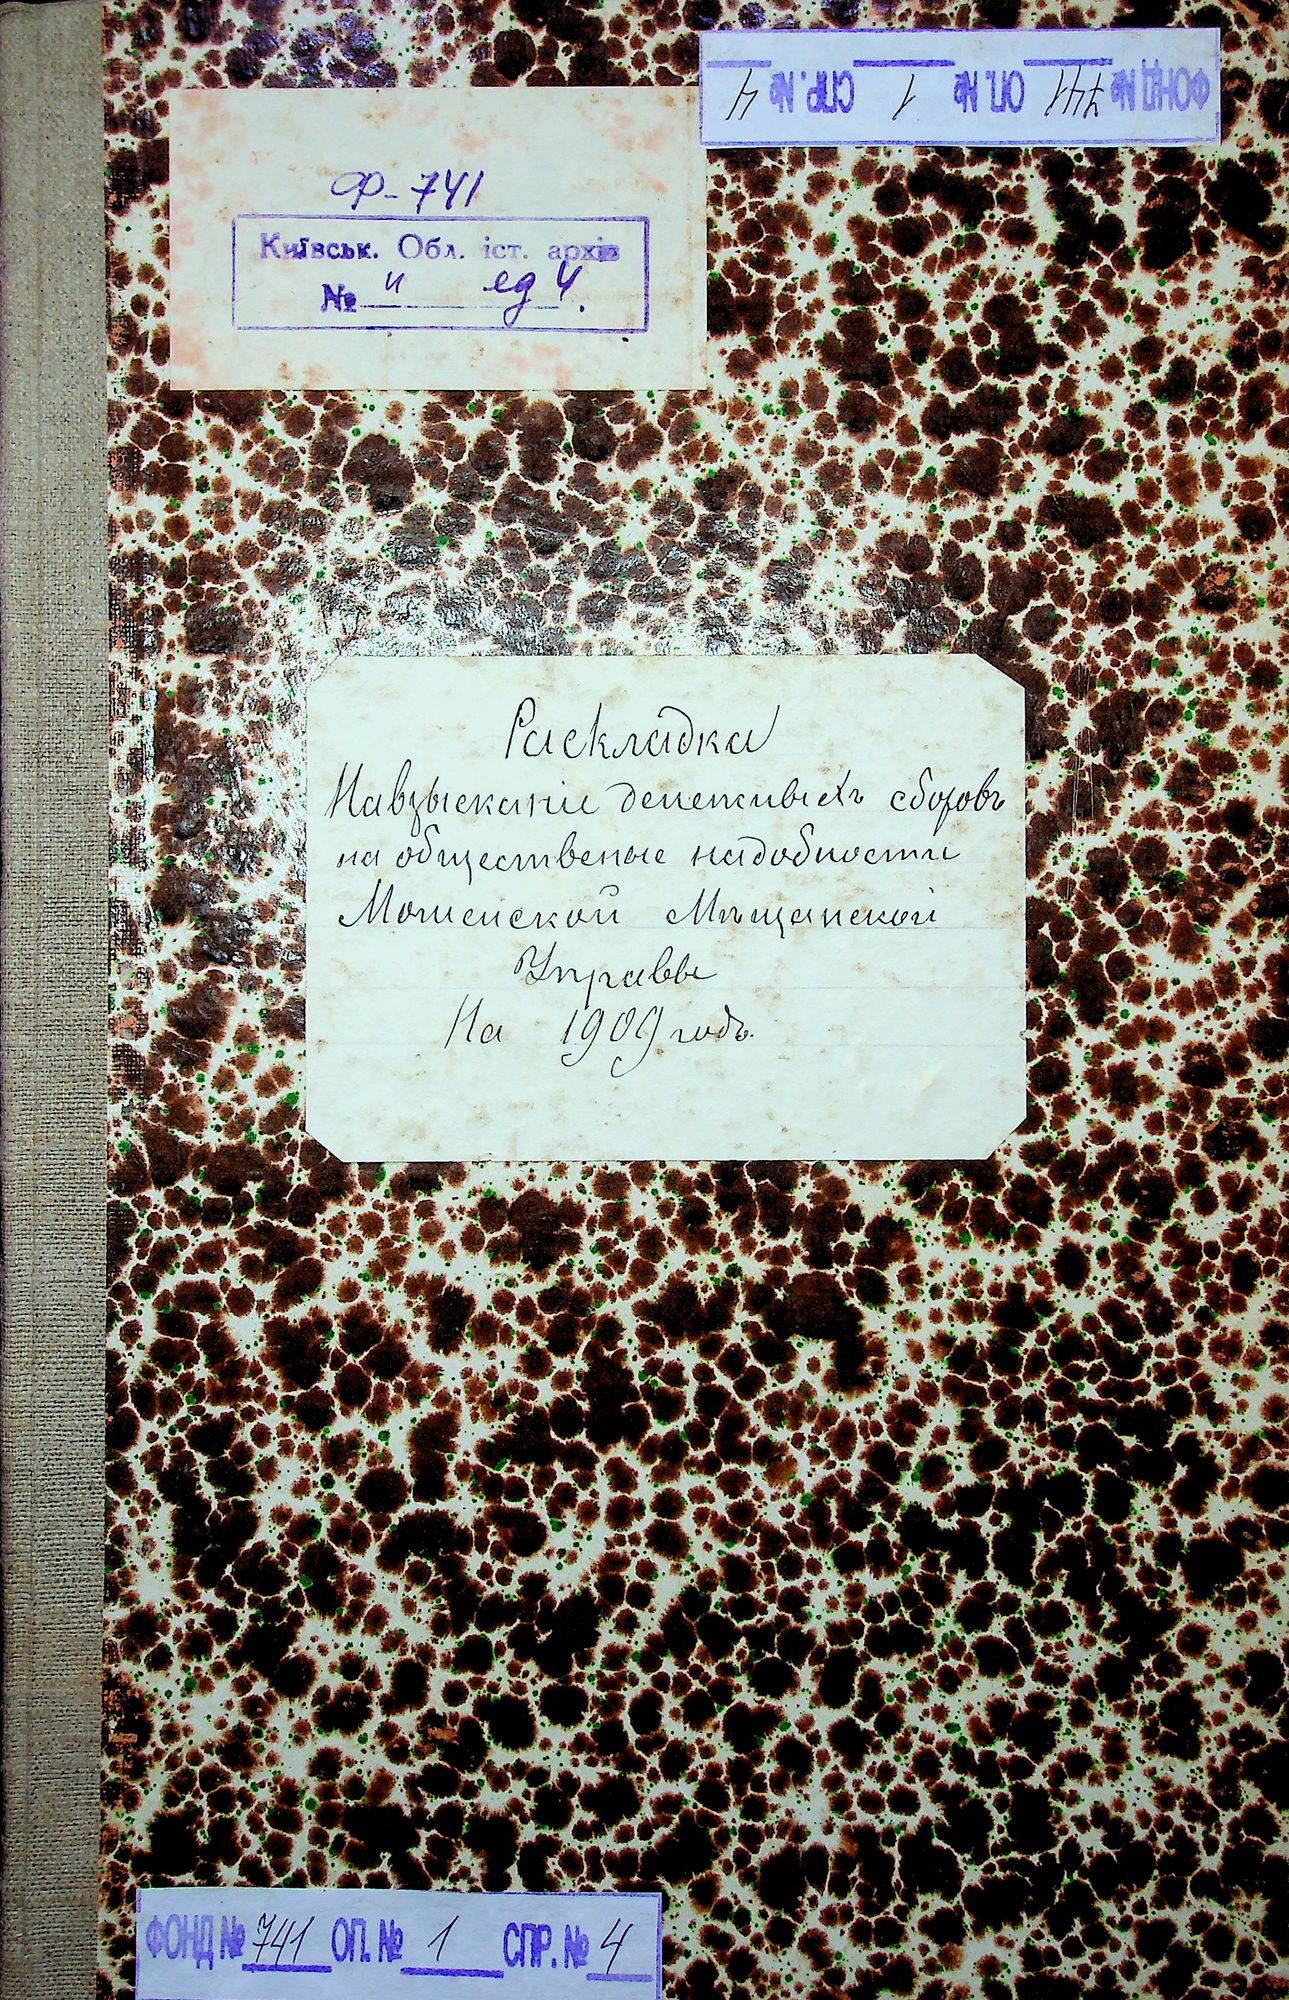 ФОНД № 741 ОП. № 1 СПР. № 4
Ф-741
Київськ. Обл. іст. архів
№ " ед 4.
Раскладка
На взысканіе денежныхъ сборовъ
на общественые надобности
Мошенской Мѣщанской
Управы
На 1909 годъ.
ФОНД № 741 ОП. № 1 СПР. № 4